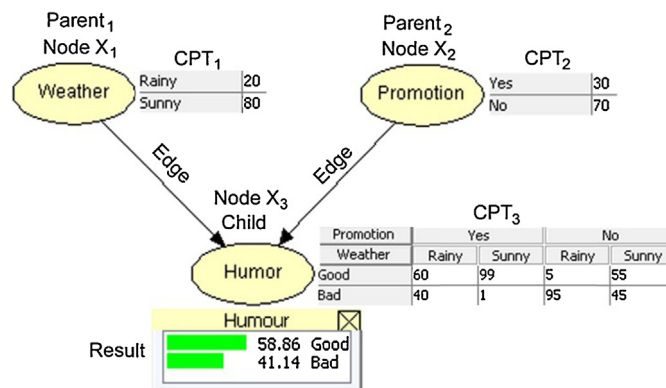 Parent1
Node X1
CPT1
Weather
Rainy 20
Sunny 80
Parent2
Node X2
CPT2
Promotion
Yes 30
No 70
Edge
Edge
Node X3
Child
Humor
CPT3
Promotion Yes No
Weather Rainy Sunny Rainy Sunny
Good 60 99 5 55
Bad 40 1 95 45
Humour
Result
58.86 Good
41.14 Bad